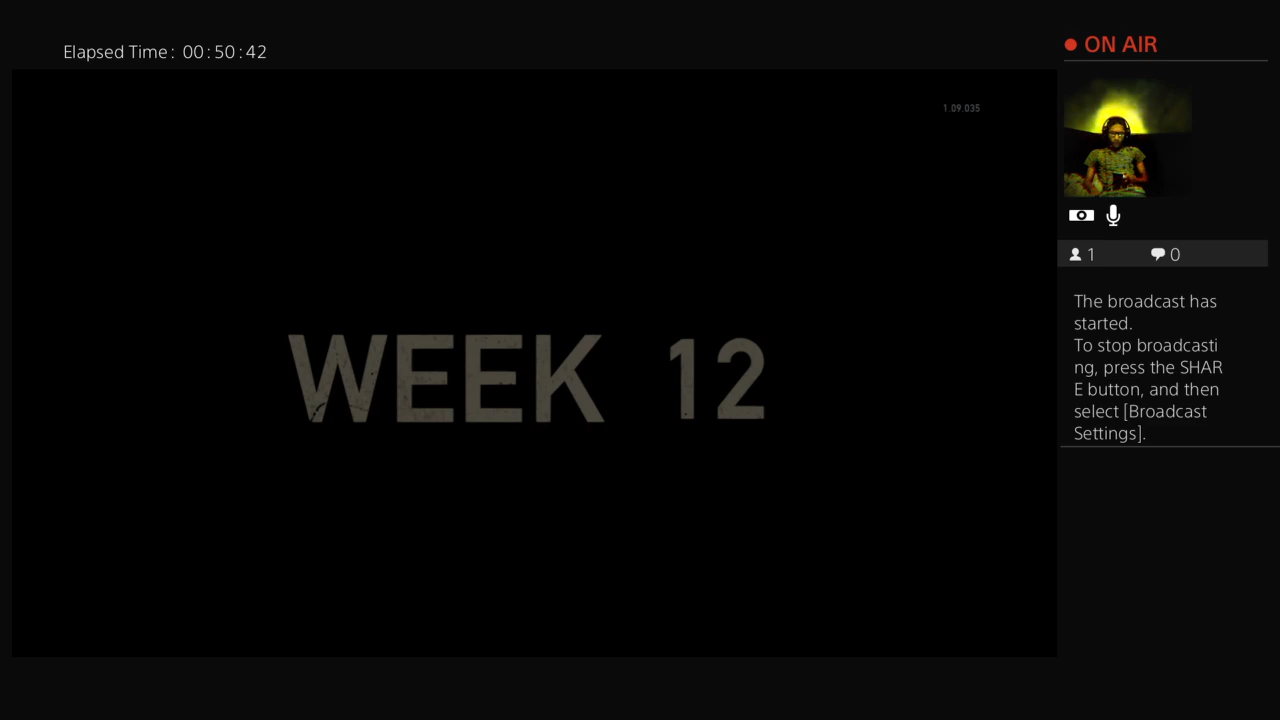 Elapsed Time: 00:50:42
ON AIR
1.09.035
1
0
WEEK 12
The broadcast has
started.
To stop broadcasti
ng, press the SHAR
E button, and then
select [Broadcast
Settings].